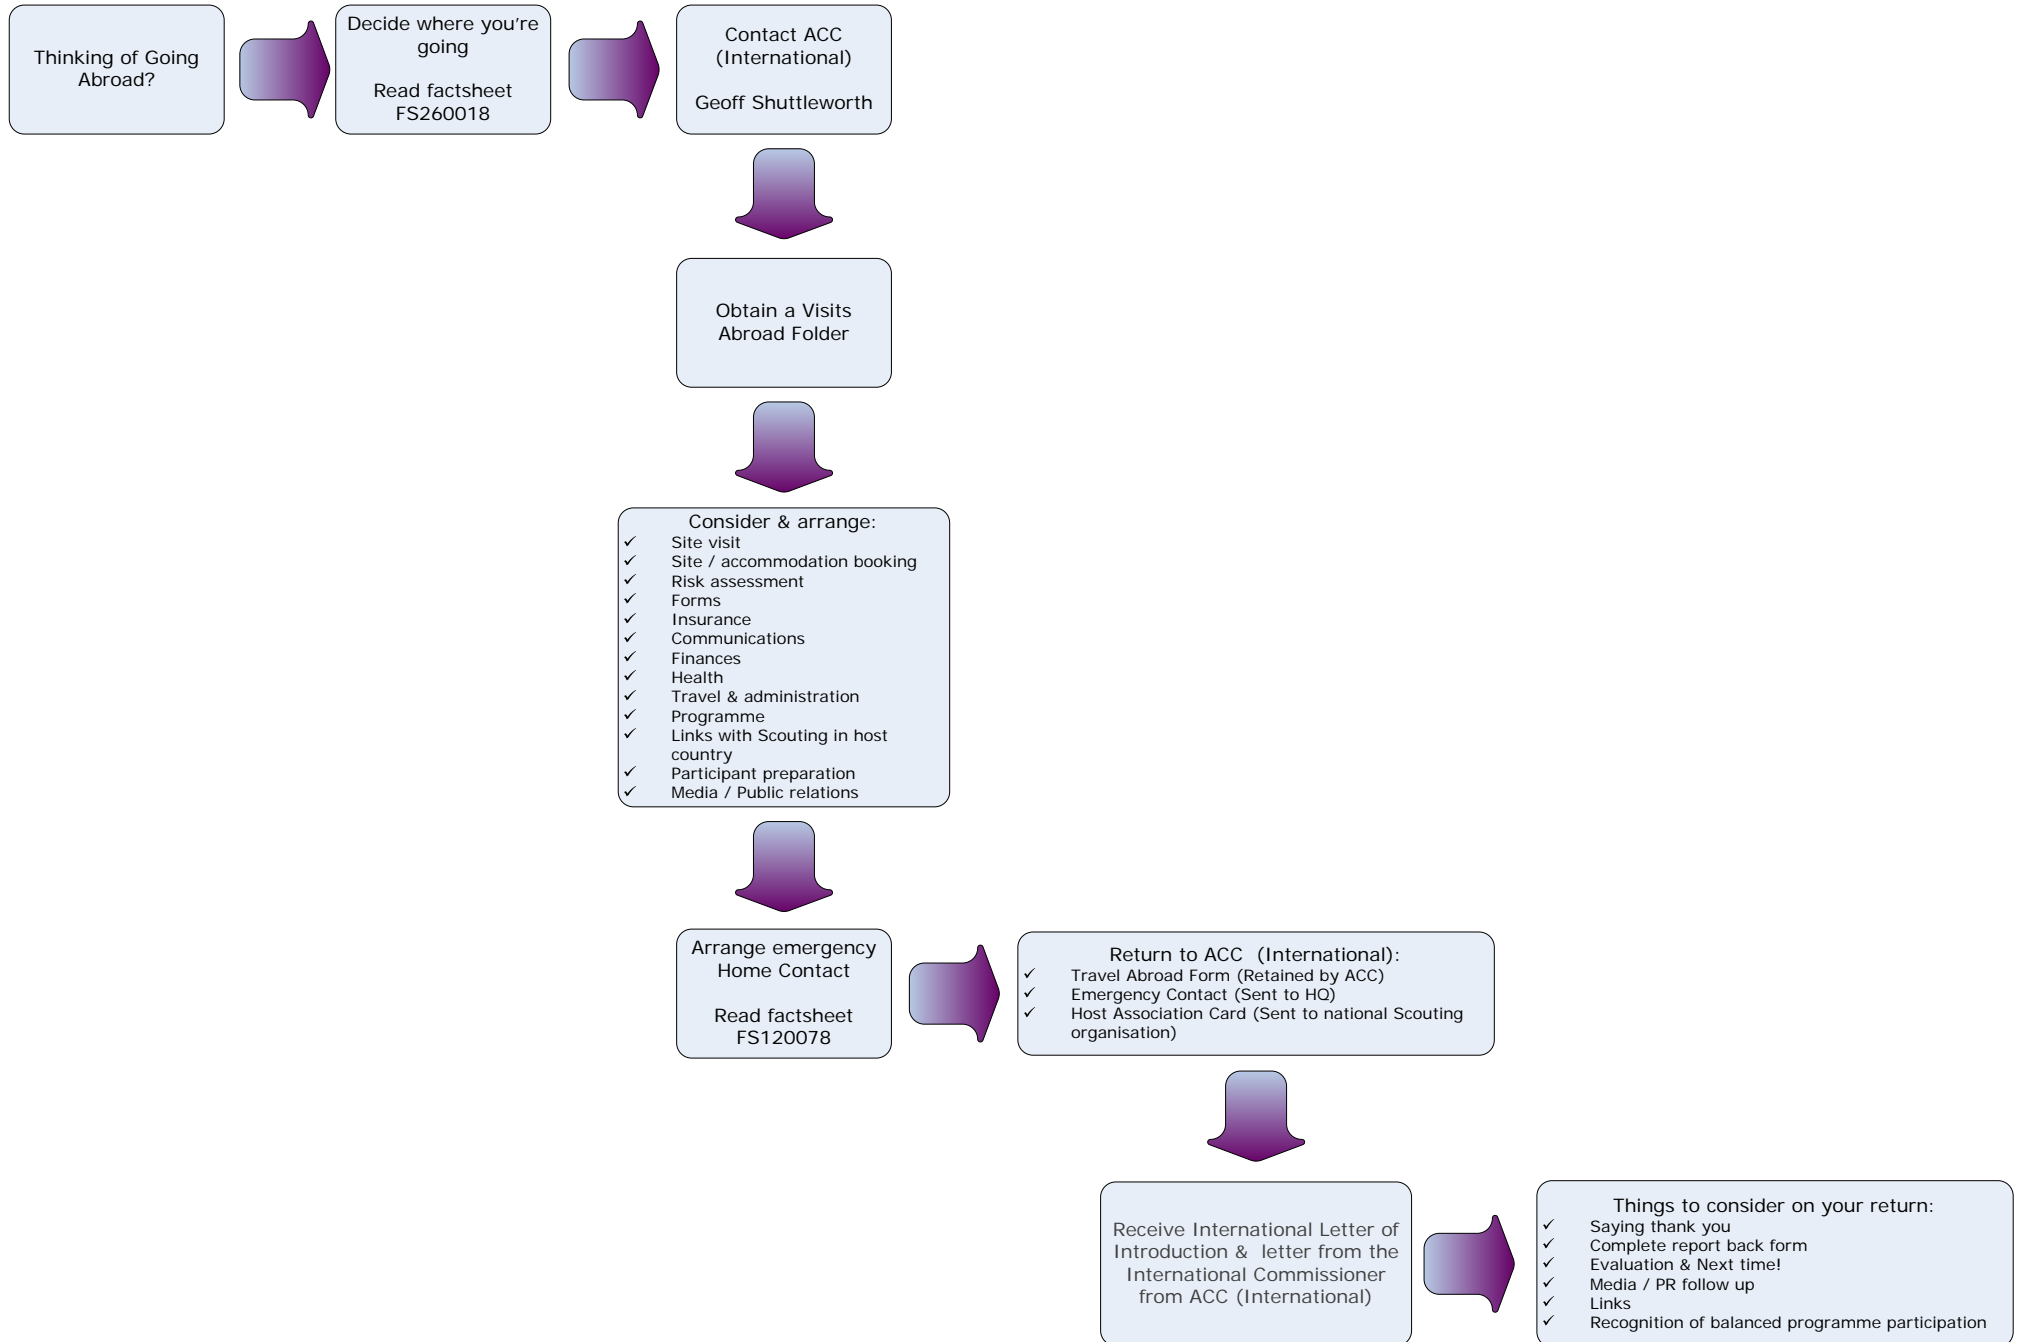 Thinking of Going
Abroad?
Decide where you're
going
Read factsheet
FS260018
Contact ACC
(International)
Geoff Shuttleworth
Obtain a Visits
Abroad Folder
Consider & arrange:
✓ Site visit
✓ Site / accommodation booking
✓ Risk assessment
✓ Forms
✓ Insurance
✓ Communications
✓ Finances
✓ Health
✓ Travel & administration
✓ Programme
✓ Links with Scouting in host
country
✓ Participant preparation
✓ Media / Public relations
Arrange emergency
Home Contact
Read factsheet
FS120078
Return to ACC (International):
✓ Travel Abroad Form (Retained by ACC)
✓ Emergency Contact (Sent to HQ)
✓ Host Association Card (Sent to national Scouting
organisation)
Receive International Letter of
Introduction & letter from the
International Commissioner
from ACC (International)
Things to consider on your return:
✓ Saying thank you
✓ Complete report back form
✓ Evaluation & Next time!
✓ Media / PR follow up
✓ Links
✓ Recognition of balanced programme participation